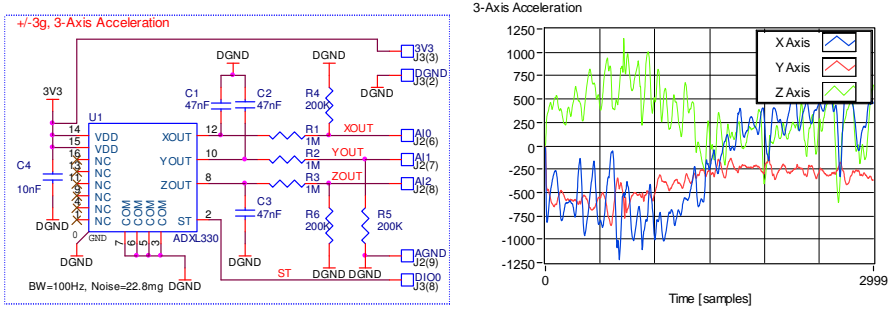 +/-3g, 3-Axis Acceleration
DGND
3V3
J3(3)
DGND
J3(2)
DGND
C1
47nF
C2
47nF
R4
200K
3V3
U1
14
VDD
15
VDD
16
NC
NC
NC
NC
NC
NC
XOUT
12
YOUT
10
ZOUT
8
ST
2
R1
1M
XOUT
AI0
J2(6)
R2
1M
YOUT
AI1
J2(7)
R3
1M
ZOUT
AI2
J2(8)
C4
10nF
C3
47nF
R6
200K
R5
200K
COM
COM
COM
COM
7
6
5
3
0
GND
ADXL330
DGND
DGND
DGND
DGND
DGND
DGND
AGND
J2(9)
ST
DIO0
J3(8)
BW=100Hz, Noise=22.8mg
3-Axis Acceleration
1250
1000
750
500
250
0
-250
-500
-750
-1000
-1250
X Axis
Y Axis
Z Axis
0
2999
Time [samples]